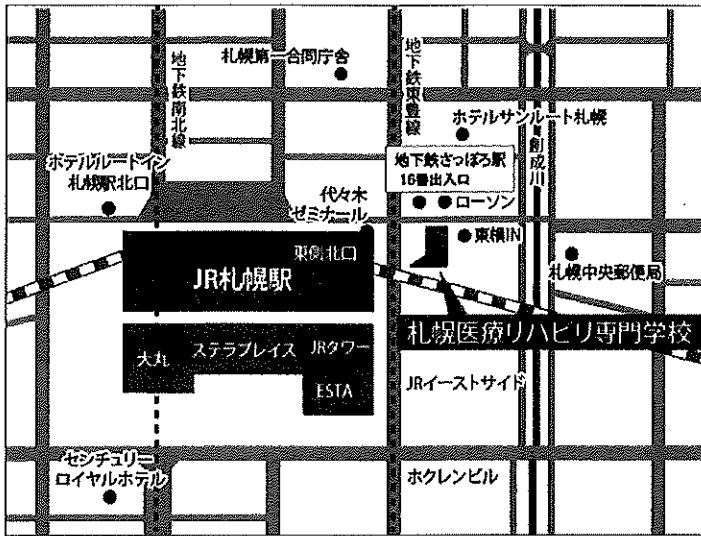 地下鉄南北線
札幌第一合同庁舎
地下鉄東豊線
ホテルサンルート札幌
創成川
ホテルルートイン
札幌駅北口
地下鉄さっぽろ駅
16番出入口
代々木
ゼミナール
ローソン
東側北口
JR札幌駅
東横IN
札幌中央郵便局
札幌医療リハビリ専門学校
大丸
ステラプレイス
JRタワー
ESTA
JRイーストサイド
センチュリー
ロイヤルホテル
ホクレンビル